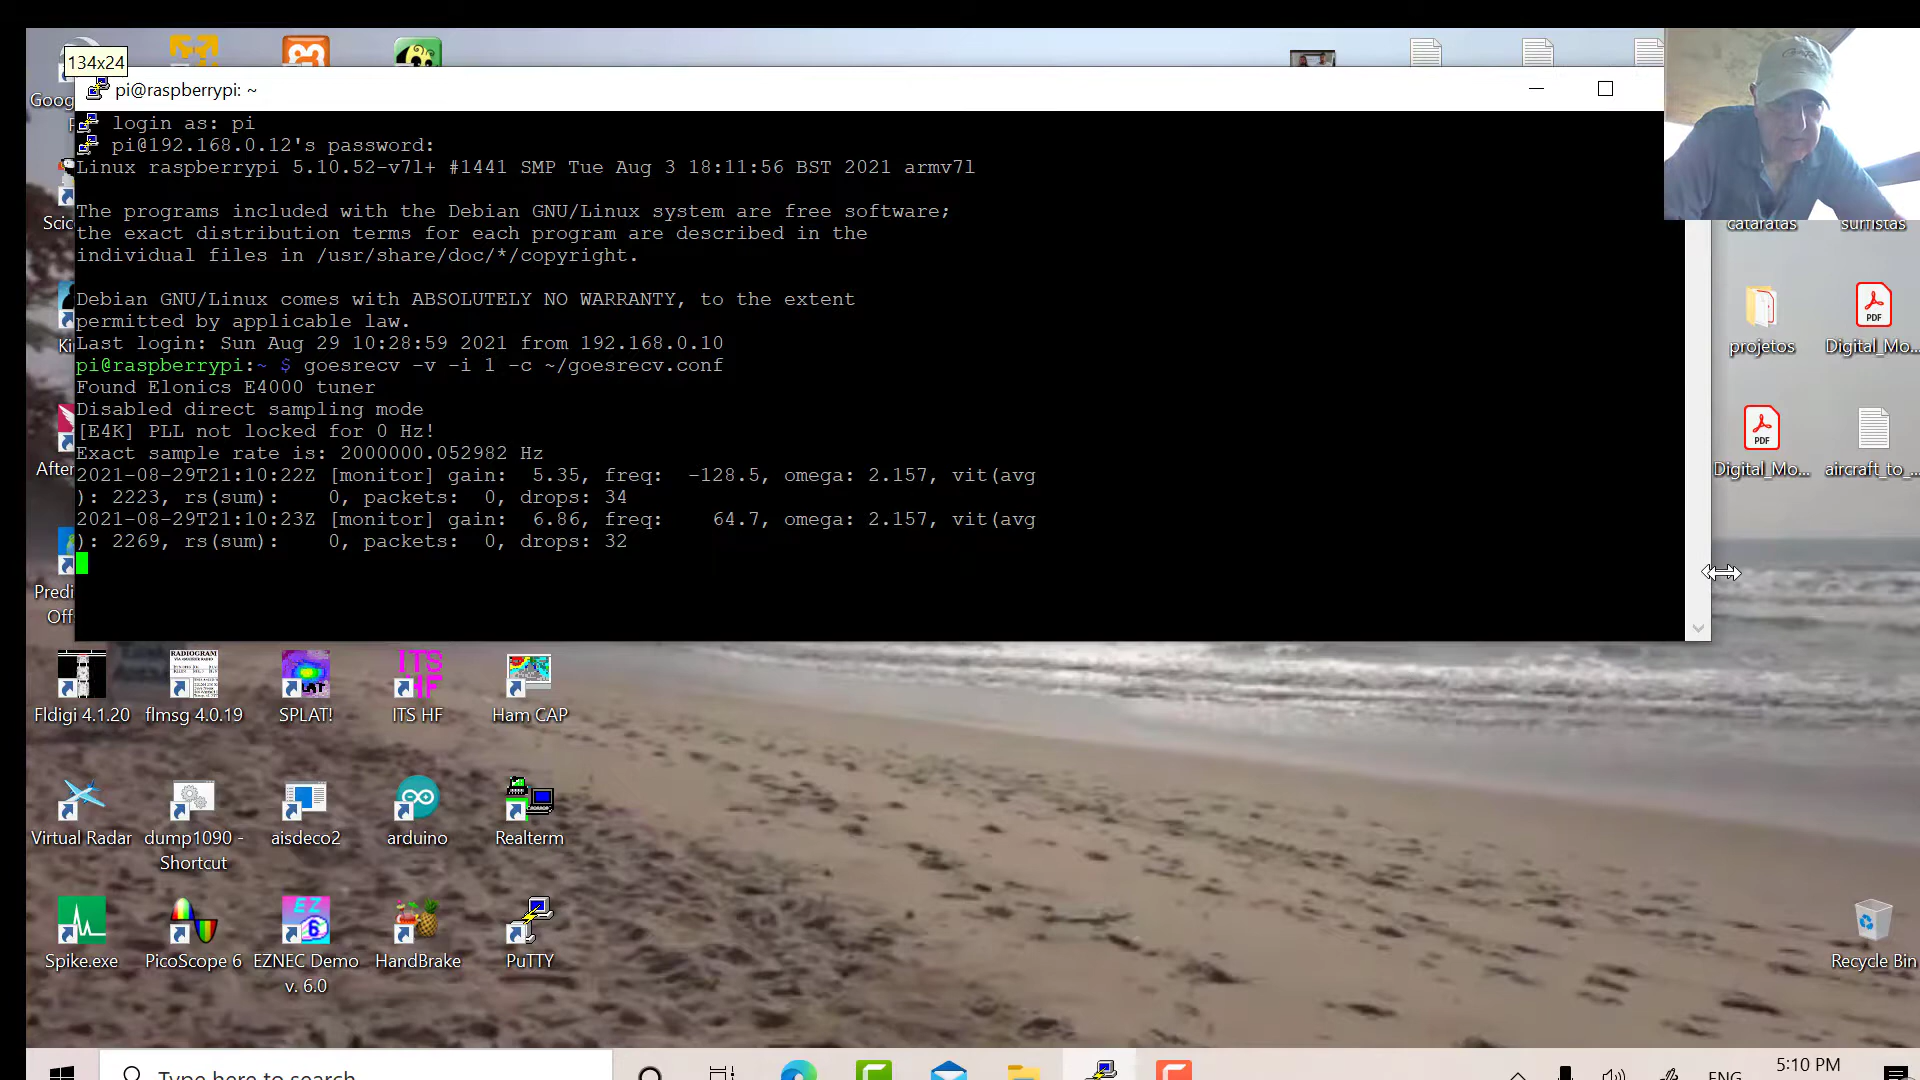 134x24
pi@raspberrypi: ~
login as: pi
pi@192.168.0.12's password:
Linux raspberrypi 5.10.52-v7l+ #1441 SMP Tue Aug 3 18:11:56 BST 2021 armv7l
The programs included with the Debian GNU/Linux system are free software;
the exact distribution terms for each program are described in the
individual files in /usr/share/doc/*/copyright.
Debian GNU/Linux comes with ABSOLUTELY NO WARRANTY, to the extent
permitted by applicable law.
Last login: Sun Aug 29 10:28:59 2021 from 192.168.0.10
pi@raspberrypi:~ $ goesrecv -v -i 1 -c ~/goesrecv.conf
Found Elonics E4000 tuner
Disabled direct sampling mode
[E4K] PLL not locked for 0 Hz!
Exact sample rate is: 2000000.052982 Hz
2021-08-29T21:10:22Z [monitor] gain:  5.35, freq:  -128.5, omega: 2.157, vit(avg
): 2223, rs(sum):    0, packets:  0, drops: 34
2021-08-29T21:10:23Z [monitor] gain:  6.86, freq:    64.7, omega: 2.157, vit(avg
): 2269, rs(sum):    0, packets:  0, drops: 32
Goog
Scic
Ki
After
Predi
Off
cataratas
surfistas
projetos
PDF
Digital_Mo...
PDF
Digital_Mo...
aircraft_to_...
Fldigi 4.1.20
RADIOGRAM
flmsg 4.0.19
SPLAT!
ITS
HF
ITS HF
Ham CAP
Virtual Radar
dump1090 -
Shortcut
aisdeco2
arduino
Realterm
Spike.exe
PicoScope 6
EZ
6
EZNEC Demo
v. 6.0
HandBrake
PuTTY
Recycle Bin
Type here to search
ENG
5:10 PM